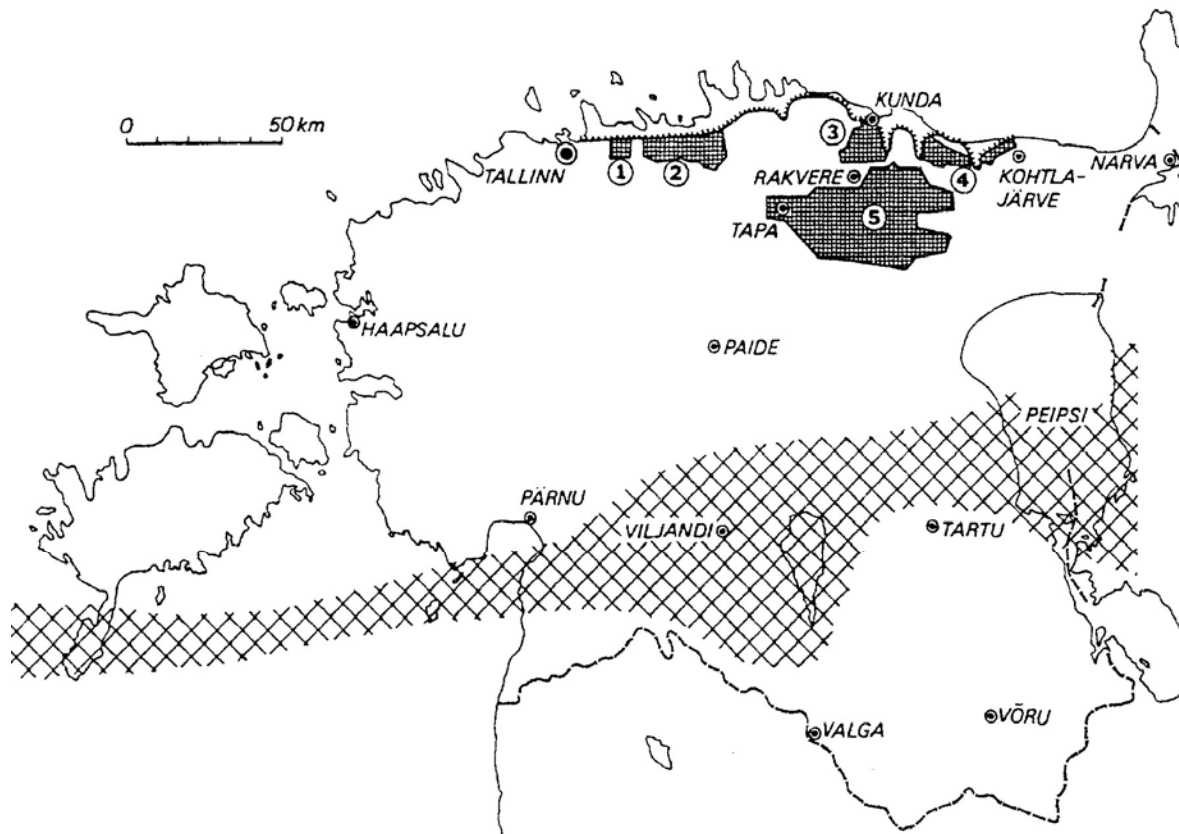 0 50 km
KUNDA
TALLINN
1
2
3
4
RAKVERE
KOHTLA-
JÄRVE
NARVA
TAPA
5
HAAPSALU
PAIDE
PEIPSI
PÄRNU
VILJANDI
TARTU
VALGA
VÕRU